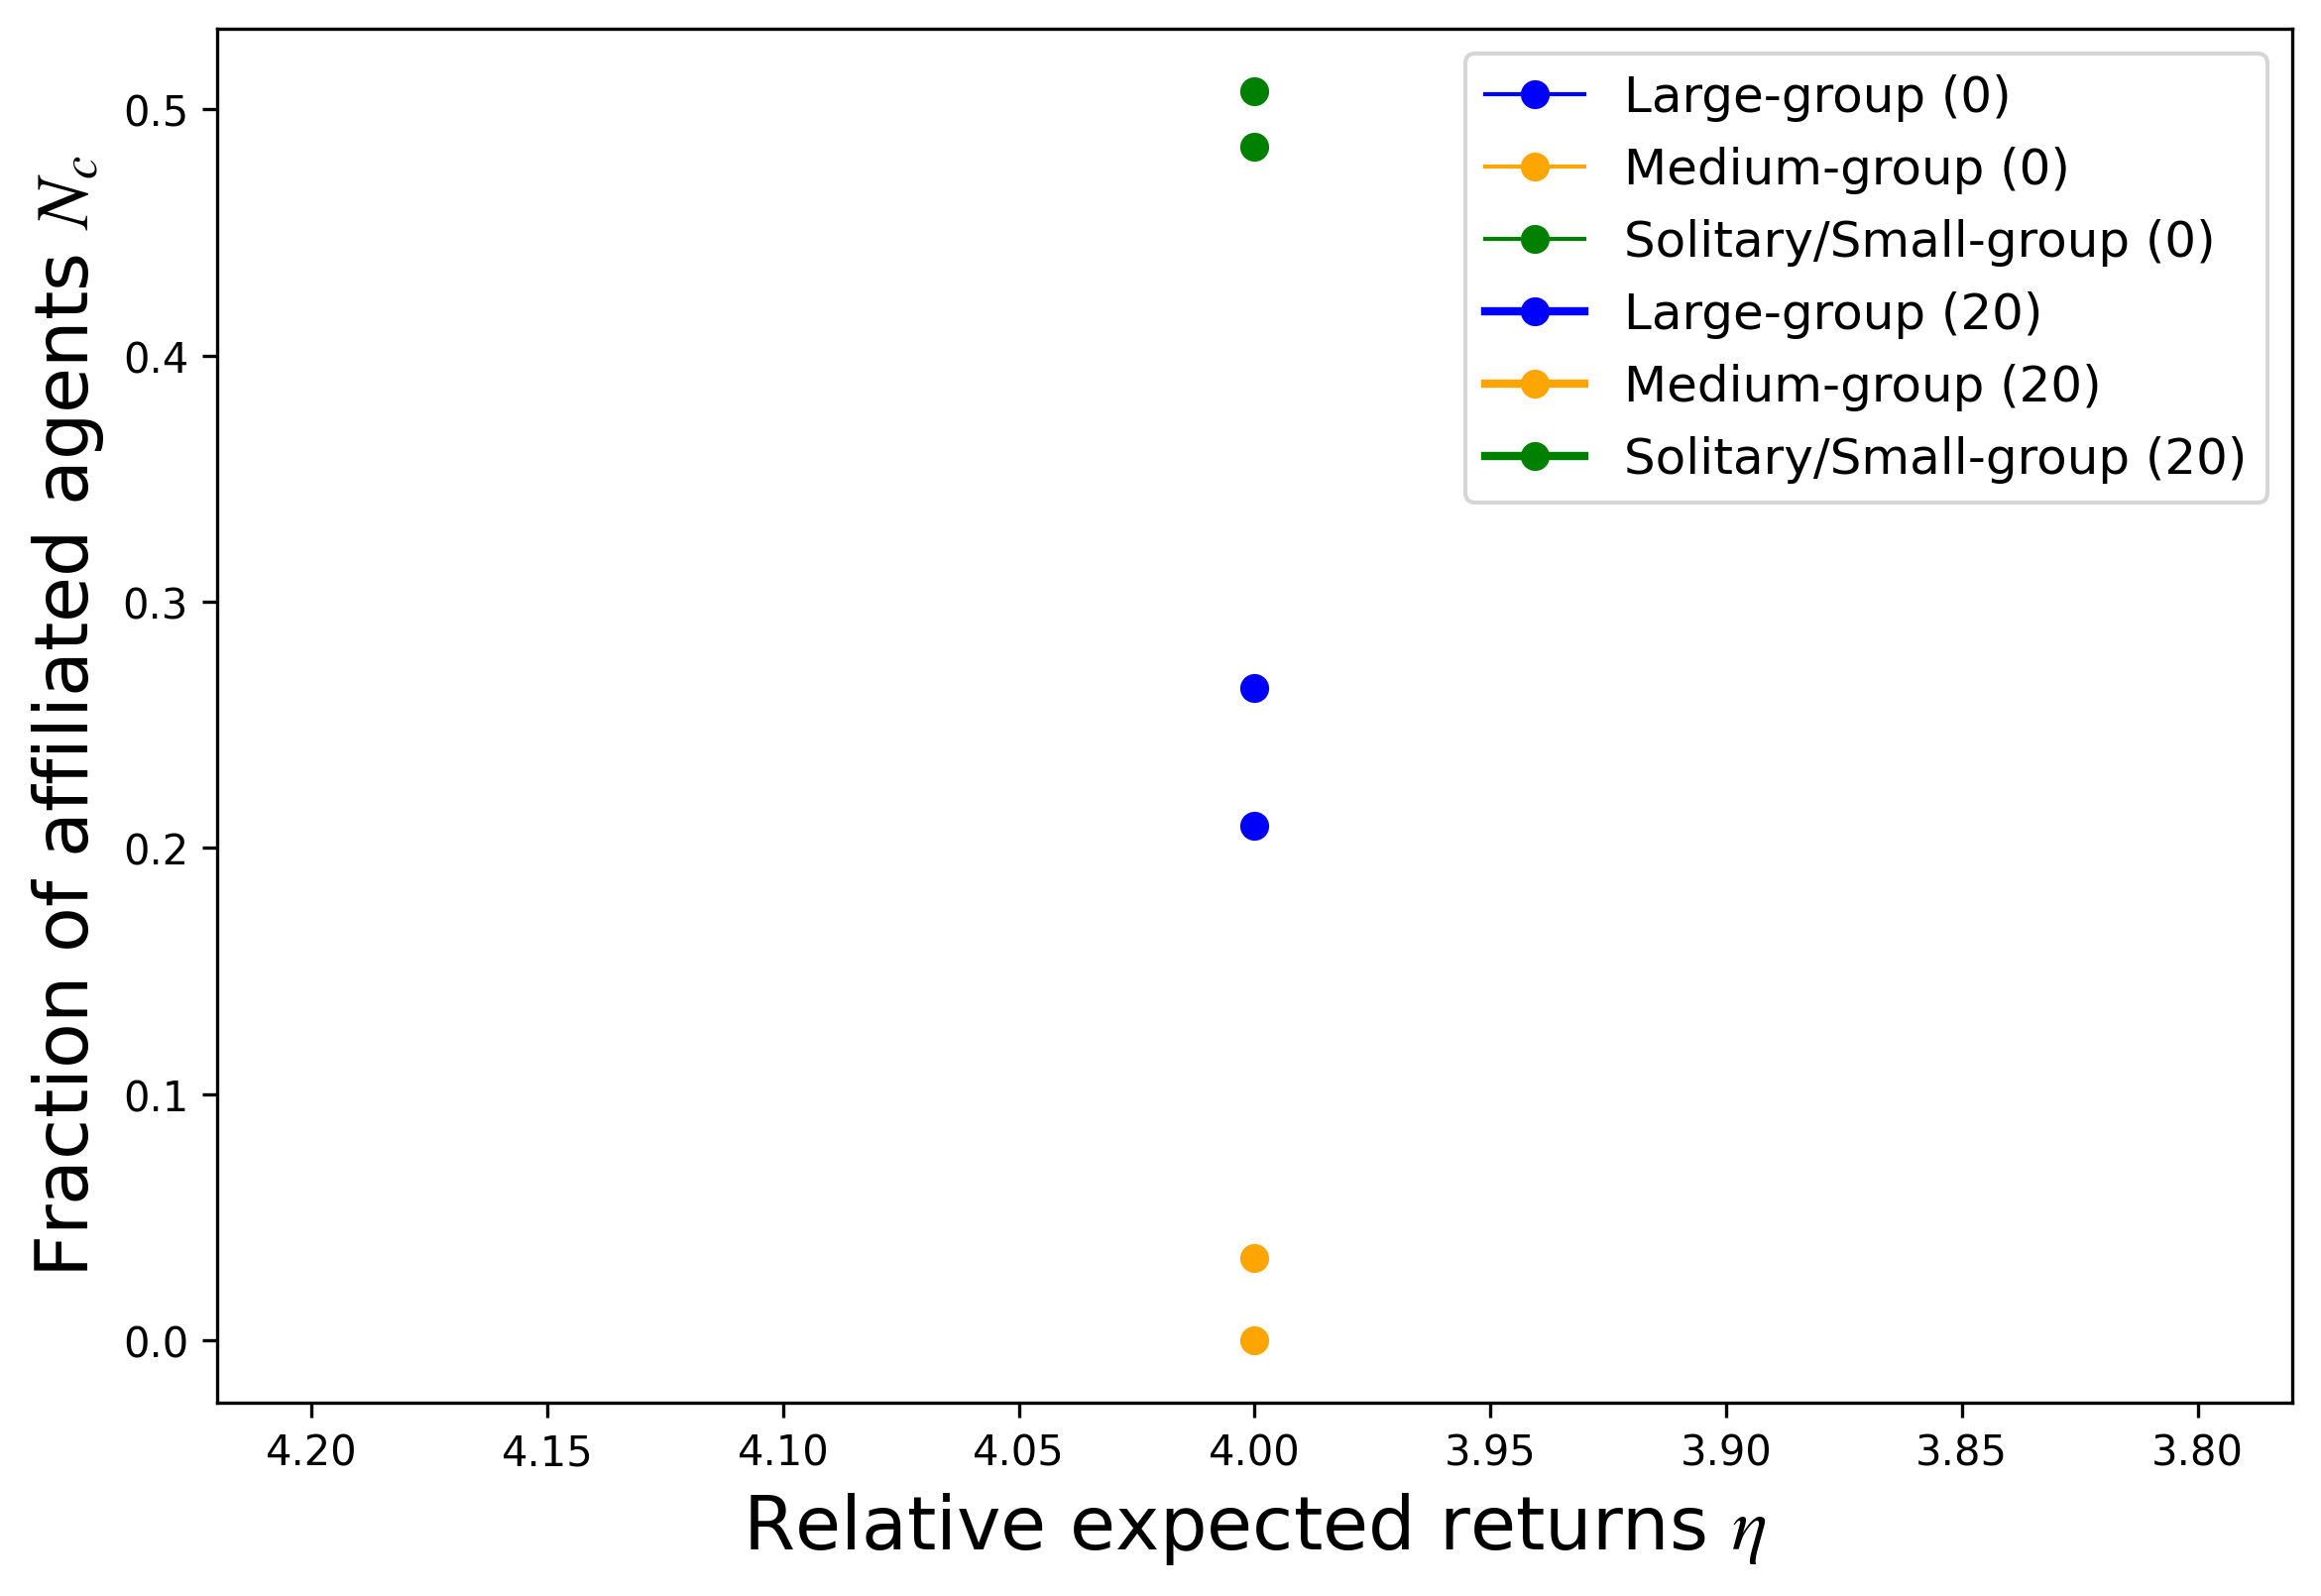 Fraction of affiliated agents N_c
0.5
0.4
0.3
0.2
0.1
0.0
Large-group (0)
Medium-group (0)
Solitary/Small-group (0)
Large-group (20)
Medium-group (20)
Solitary/Small-group (20)
4.20 4.15 4.10 4.05 4.00 3.95 3.90 3.85 3.80
Relative expected returns η